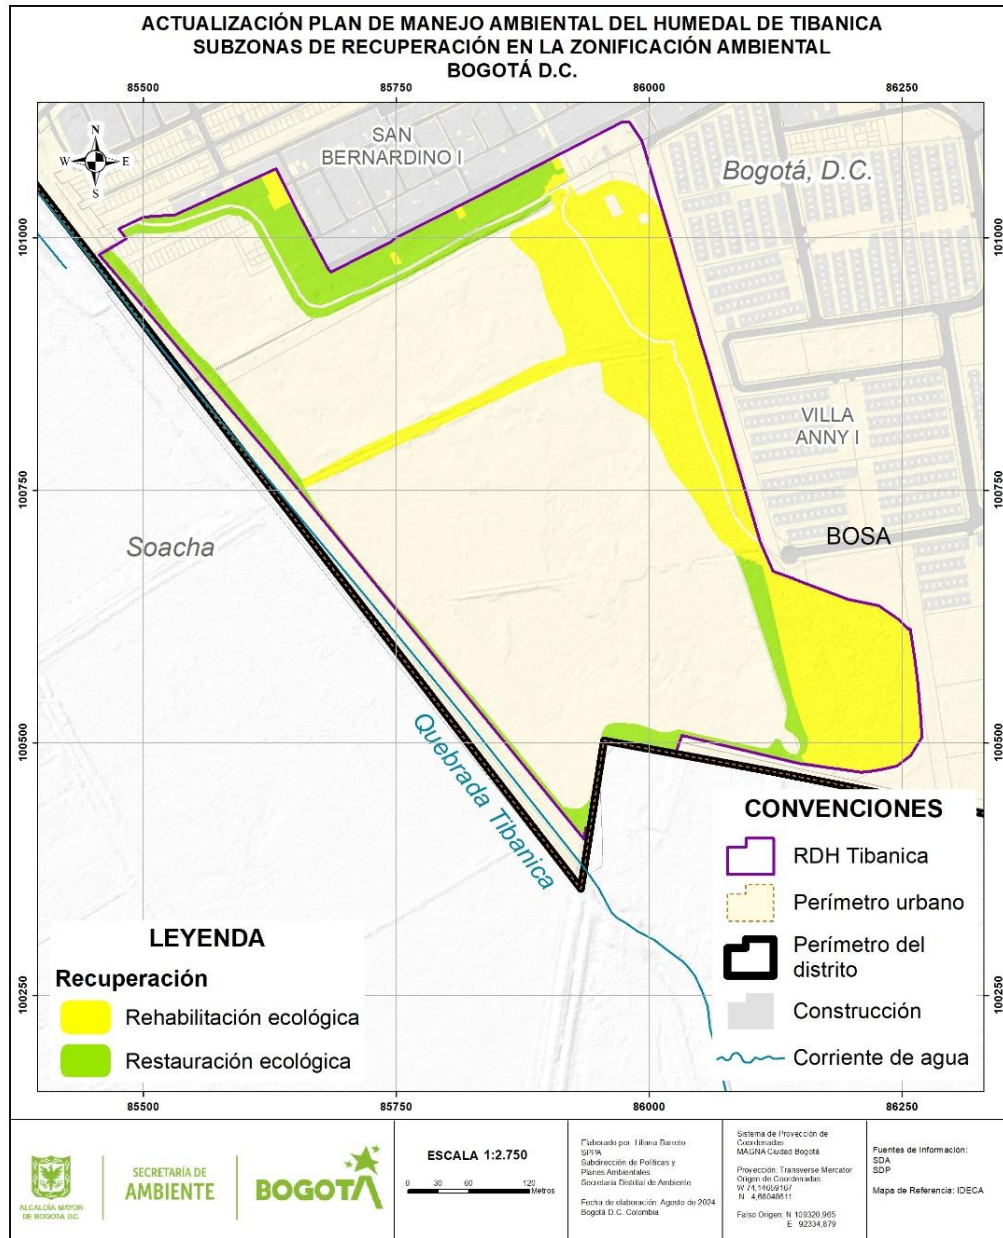 ACTUALIZACIÓN PLAN DE MANEJO AMBIENTAL DEL HUMEDAL DE TIBANICA
SUBZONAS DE RECUPERACIÓN EN LA ZONIFICACIÓN AMBIENTAL
BOGOTÁ D.C.
85500 85750 86000 86250
N
W E
S
SAN
BERNARDINO I
Bogotá, D.C.
101000 101000
VILLA
ANNY I
100750 100750
BOSA
Soacha
100500 100500
Quebrada Tibanica
100250 100250
LEYENDA
Recuperación
Rehabilitación ecológica
Restauración ecológica
CONVENCIONES
RDH Tibanica
Perímetro urbano
Perímetro del
distrito
Construcción
Corriente de agua
85500 85750 86000 86250
ALCALDÍA MAYOR
DE BOGOTÁ D.C.
SECRETARÍA DE
AMBIENTE
BOGOTÁ
ESCALA 1:2.750
0 30 60 120
Metros
Elaborado por: Liliana Barreto
SPPA
Subdirección de Políticas y
Planes Ambientales
Secretaria Distrital de Ambiente
Fecha de elaboración: Agosto de 2024
Bogotá D.C. Colombia
Sistema de Proyección de
Coordenadas:
MAGNA Ciudad Bogotá
Proyección: Transverse Mercator
Origen de Coordenadas:
W 74,14659167
N 4,68048611
Falso Origen: N 109320,965
E 92334,879
Fuentes de Información:
SDA
SDP
Mapa de Referencia: IDECA